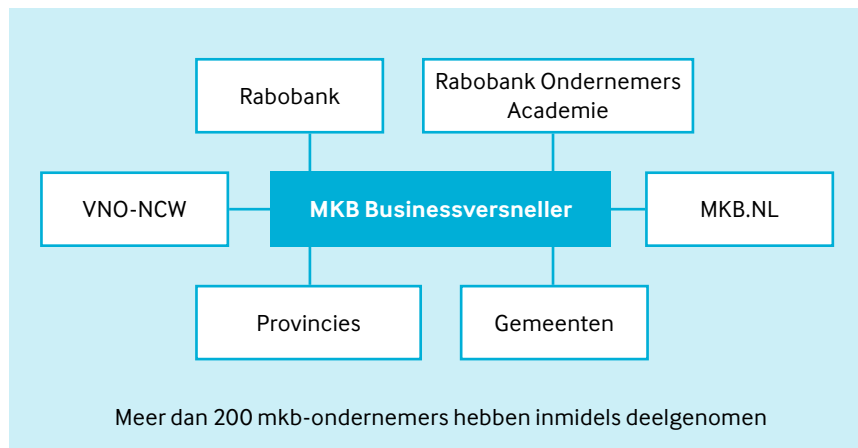 Rabobank
Rabobank Ondernemers
Academie
VNO-NCW
MKB Businessversneller
MKB.NL
Provincies
Gemeenten
Meer dan 200 mkb-ondernemers hebben inmidels deelgenomen